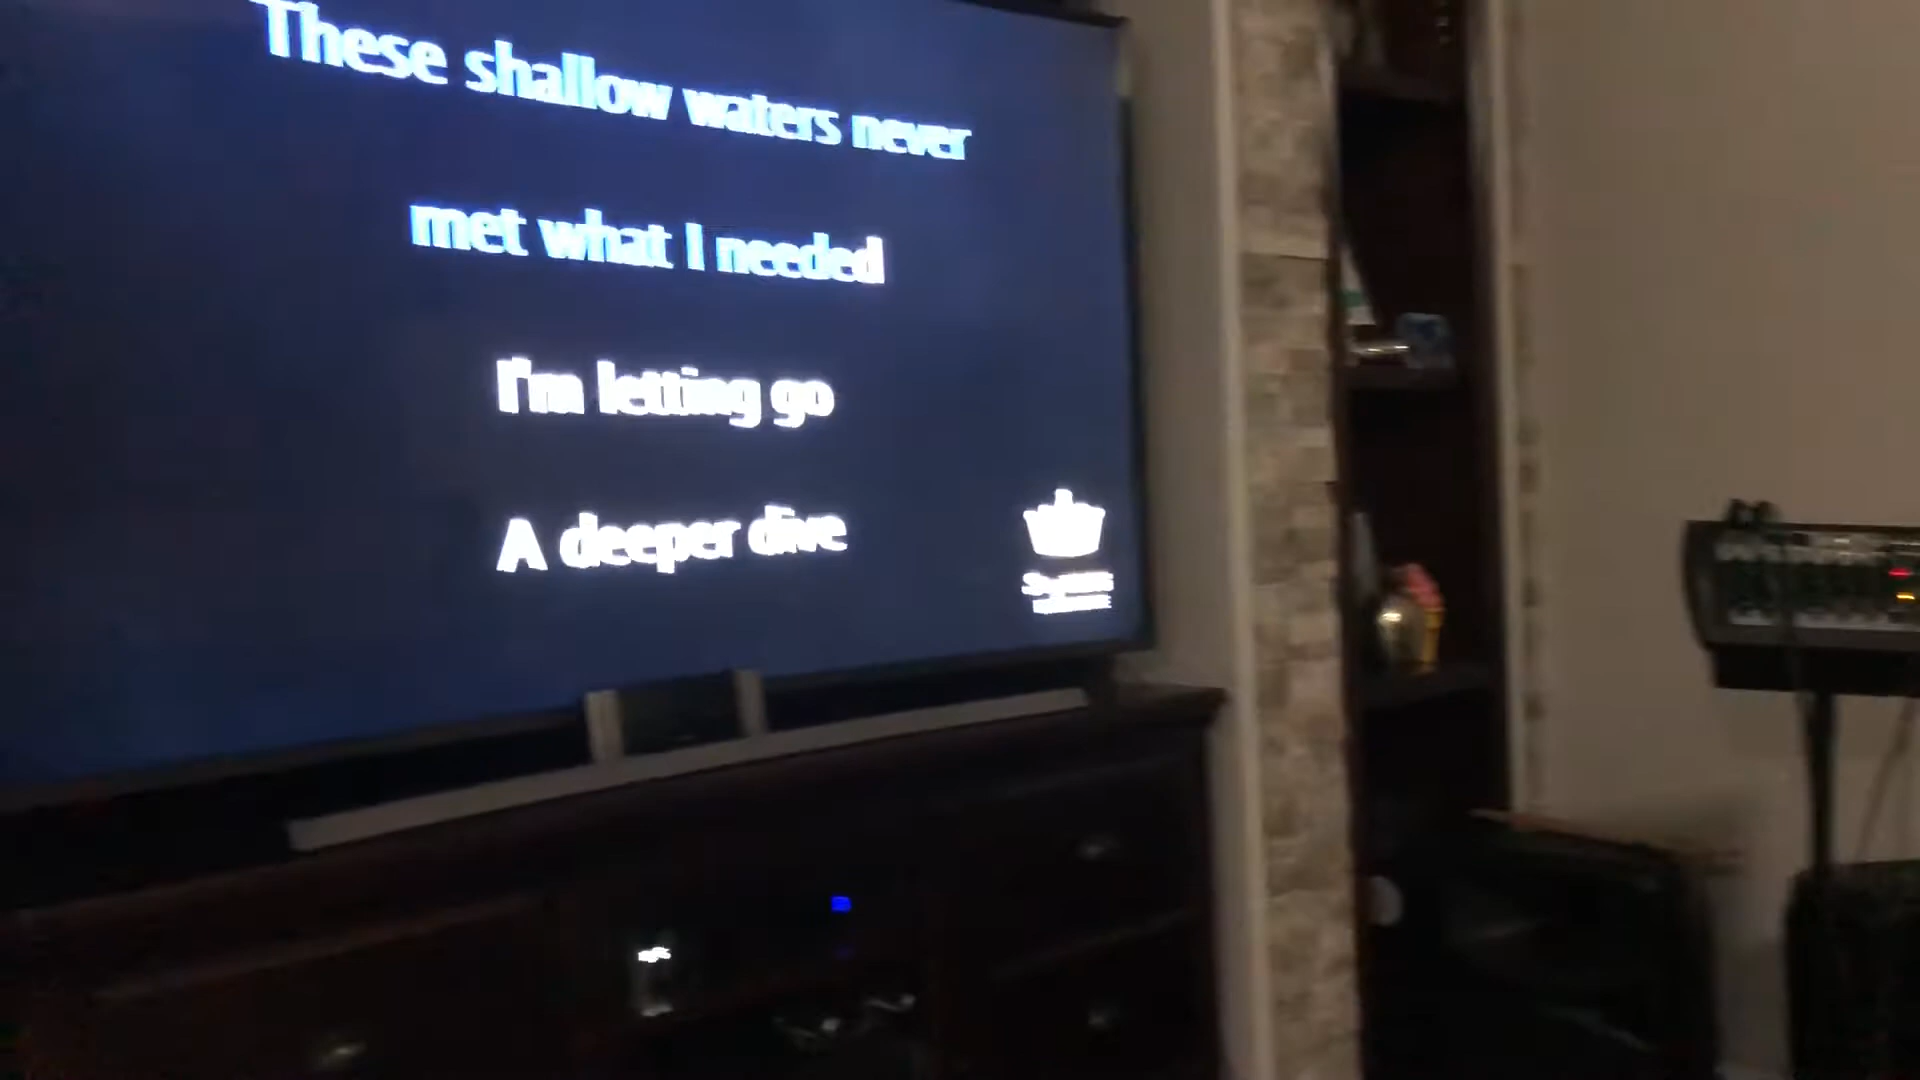 These shallow waters never
met what I needed
I'm letting go
A deeper dive